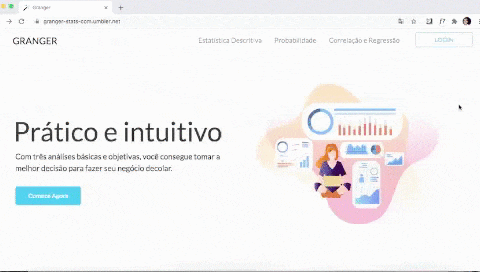 Granger
granger-stats-com.umbler.net
GRANGER
Estatística Descritiva
Probabilidade
Correlação e Regressão
LOGIN
Prático e intuitivo
Com três análises básicas e objetivas, você consegue tomar a
melhor decisão para fazer seu negócio decolar.
Comece Agora